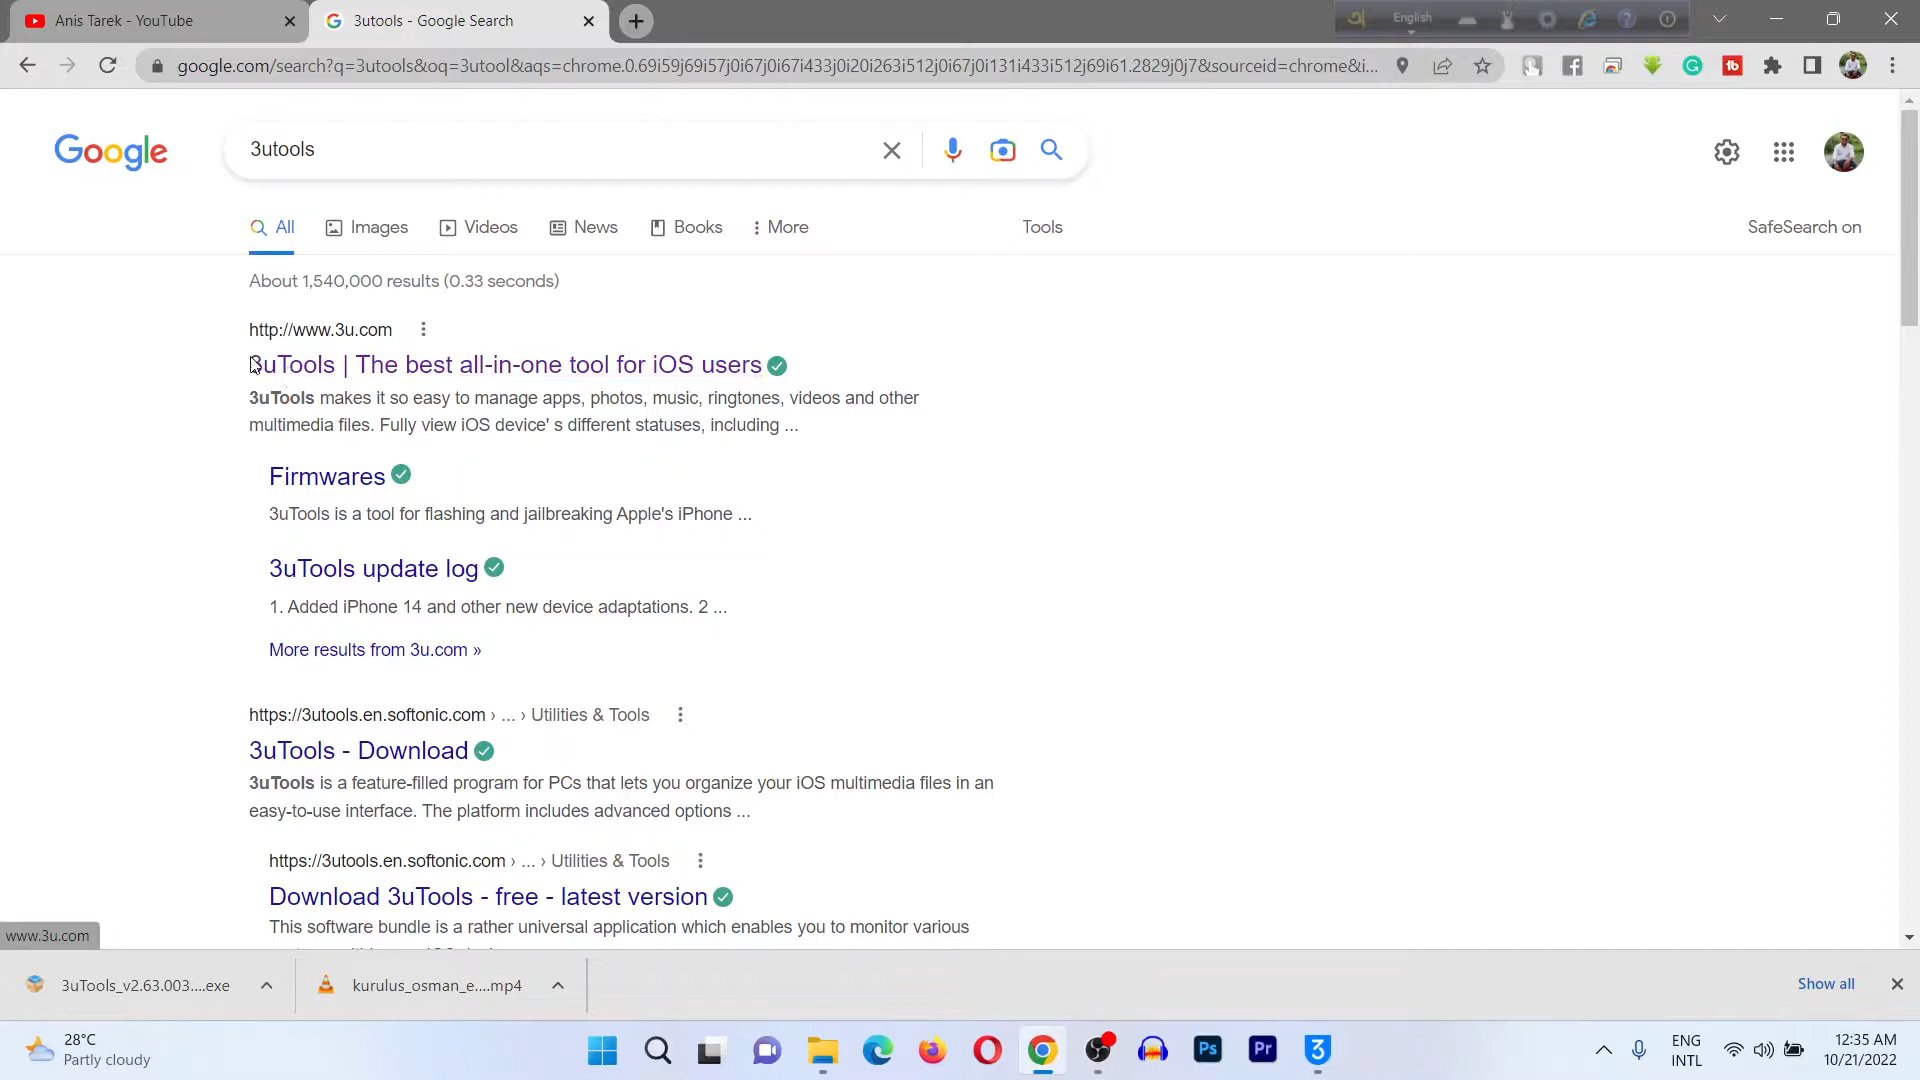 Anis Tarek - YouTube
3utools - Google Search
English
google.com/search?q=3utools&oq=3utool&aqs=chrome.0.69i59j69i57j0i67j0i67i433j0i20i263i512j0i67j0i131i433i512j69i61.2829j0j7&sourceid=chrome&i...
Google
3utools
All
Images
Videos
News
Books
More
Tools
SafeSearch on
About 1,540,000 results (0.33 seconds)
http://www.3u.com
3uTools | The best all-in-one tool for iOS users
3uTools makes it so easy to manage apps, photos, music, ringtones, videos and other
multimedia files. Fully view iOS device' s different statuses, including ...
Firmwares
3uTools is a tool for flashing and jailbreaking Apple's iPhone ...
3uTools update log
1. Added iPhone 14 and other new device adaptations. 2 ...
More results from 3u.com »
https://3utools.en.softonic.com › ... › Utilities & Tools
3uTools - Download
3uTools is a feature-filled program for PCs that lets you organize your iOS multimedia files in an
easy-to-use interface. The platform includes advanced options ...
https://3utools.en.softonic.com › ... › Utilities & Tools
Download 3uTools - free - latest version
This software bundle is a rather universal application which enables you to monitor various
www.3u.com
3uTools_v2.63.003....exe
kurulus_osman_e....mp4
Show all
28°C
Partly cloudy
Ps
Pr
3
ENG
INTL
12:35 AM
10/21/2022